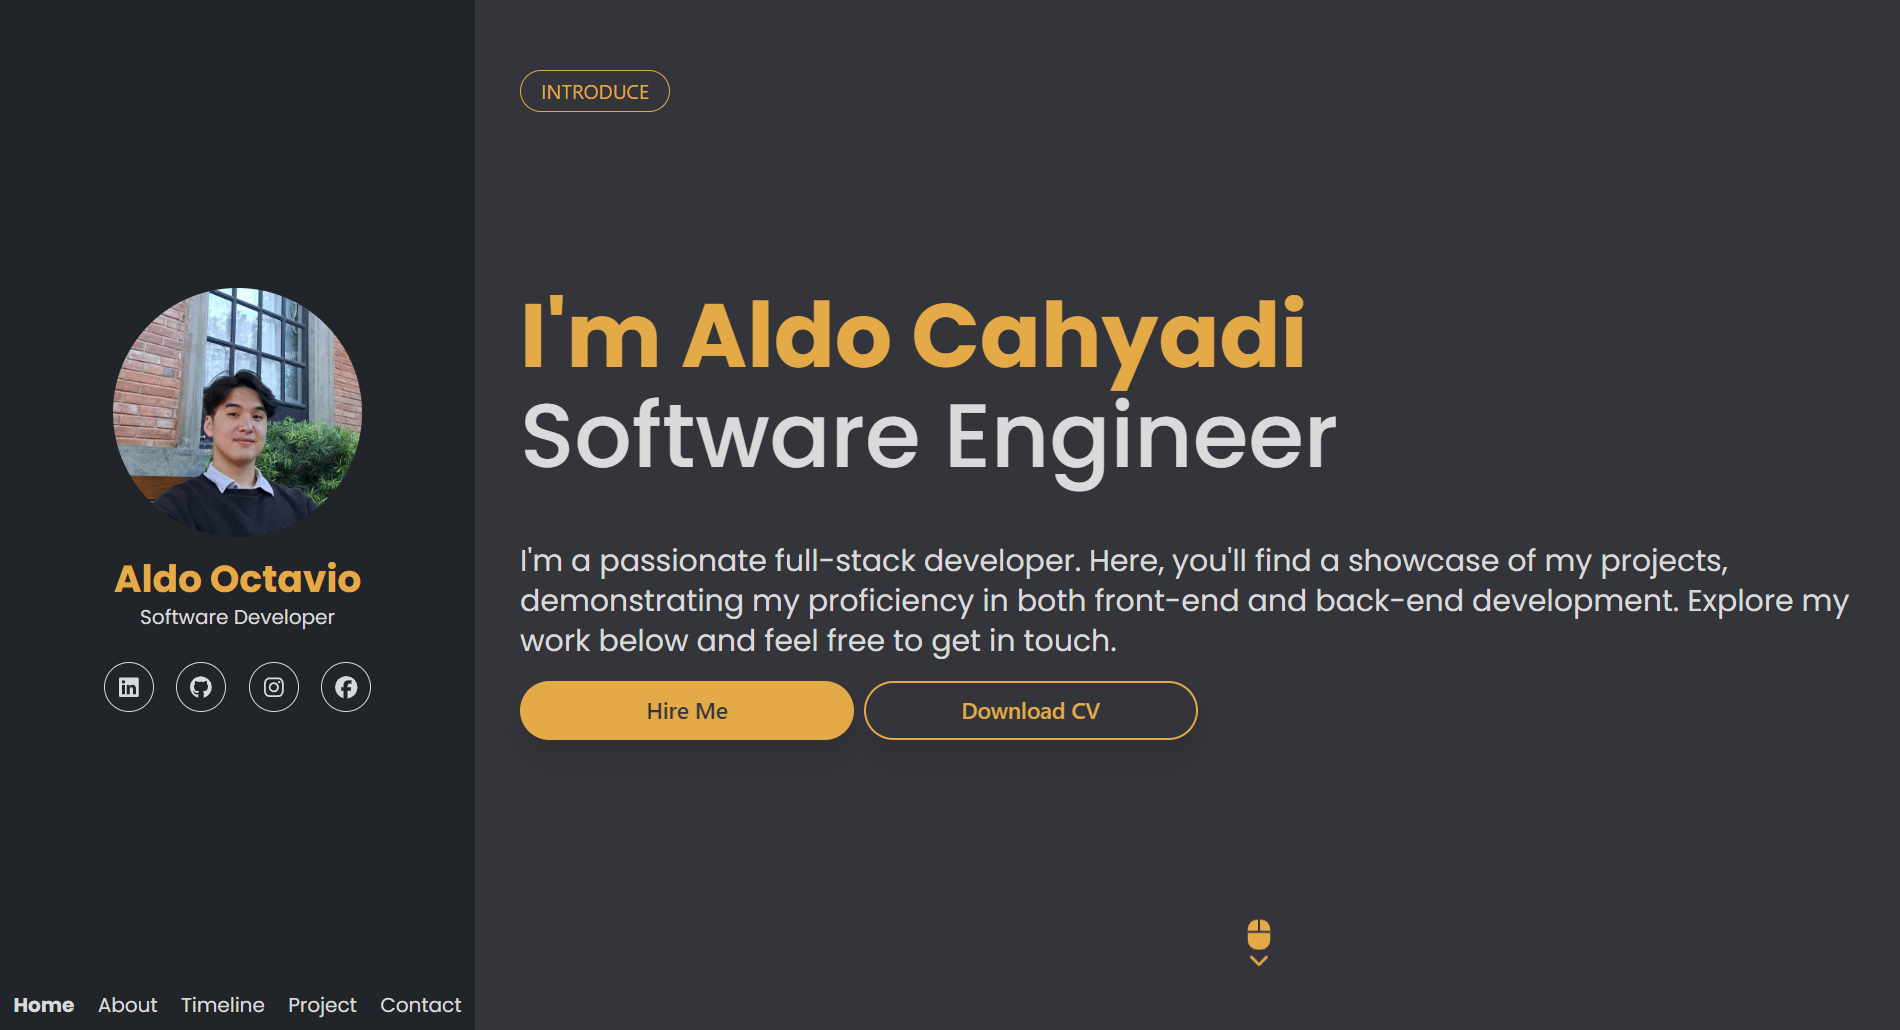 Aldo Octavio
Software Developer
Home About Timeline Project Contact
INTRODUCE
I'm Aldo Cahyadi
Software Engineer
I'm a passionate full-stack developer. Here, you'll find a showcase of my projects,
demonstrating my proficiency in both front-end and back-end development. Explore my
work below and feel free to get in touch.
Hire Me
Download CV